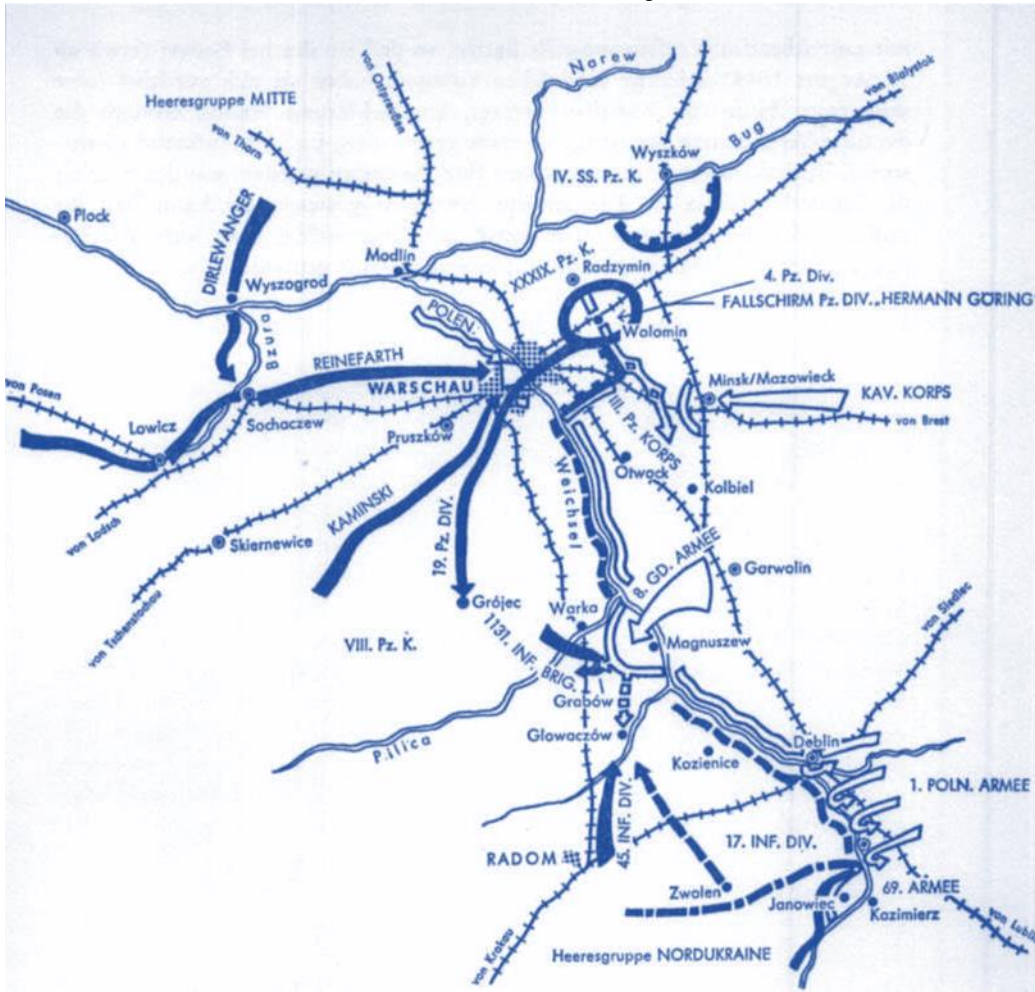 von Ostpreußen
Narew
von Bialystok
Heeresgruppe MITTE
von Thorn
Bug
Wyszków
IV. SS. Pz. K.
Plock
DIRLEWANGER
Modlin
XXXIX. Pz. K.
Radzymin
4. Pz. Div.
Wyszogrod
FALLSCHIRM Pz. DIV. „HERMANN GÖRING
POLEN.
Wolomin
Bzura
REINEFARTH
WARSCHAU
Minsk/Mazowieck
KAV. KORPS
von Posen
von Brest
Lowicz
Sochaczew
Pruszków
III. Pz. KORPS
Otwock
Weichsel
Kolbiel
von Lodsch
KAMINSKI
19. Pz. DIV.
Skiernewice
8. GD. ARMEE
Garwolin
Grójec
Warka
von Siedlec
von Tschenstochau
VIII. Pz. K.
1131. INF. BRIG.
Magnuszew
Grabów
Pilica
Glowaczów
Deblin
Kozienice
1. POLN. ARMEE
45. INF. DIV.
17. INF. DIV.
RADOM
Zwolen
Janowiec
69. ARMEE
Kazimierz
von Krakau
Heeresgruppe NORDUKRAINE